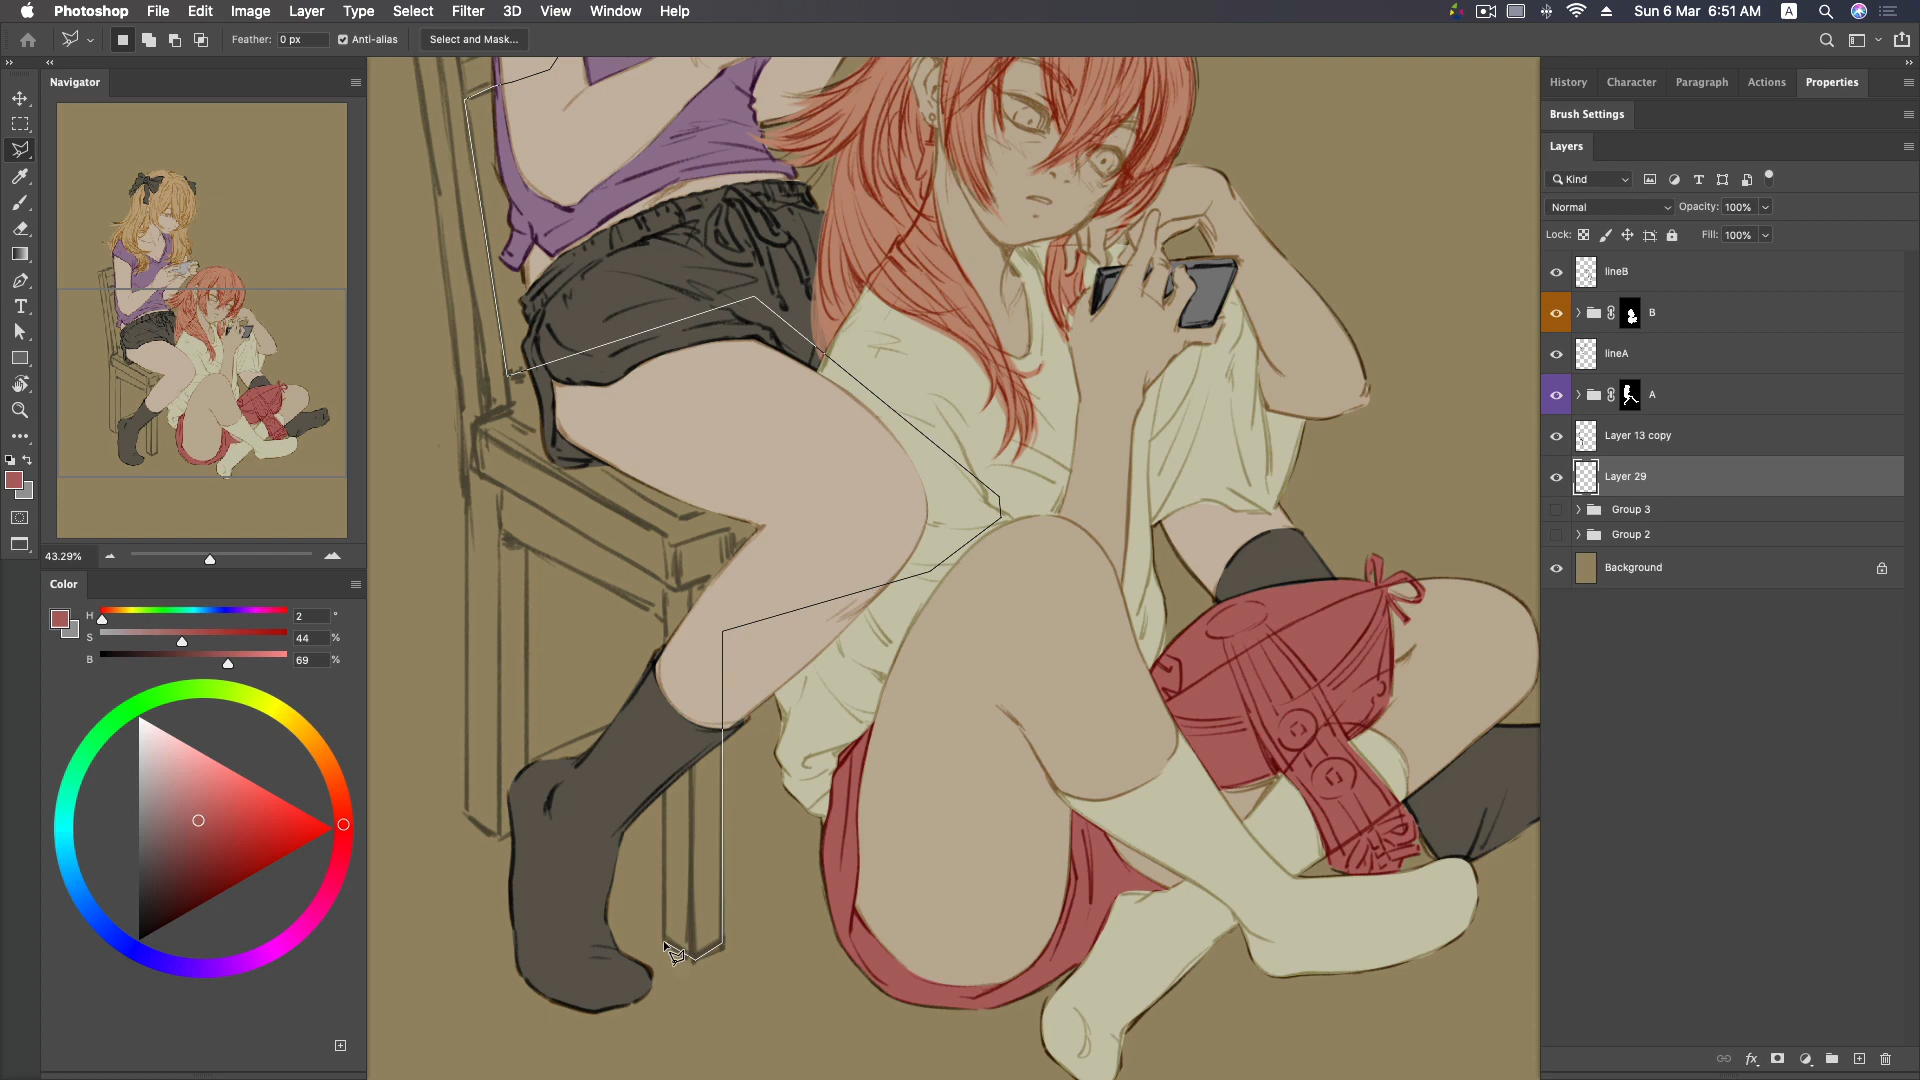 Photoshop File Edit Image Layer Type Select Filter 3D View Window Help Sun 6 Mar 6:51 AM A
Feather: 0 px Anti-alias Select and Mask...
Navigator
43.29%
Color
H 2 °
S 44 %
B 69 %
History Character Paragraph Actions Properties
Brush Settings
Layers
Kind
Normal Opacity: 100%
Lock: Fill: 100%
lineB
B
lineA
A
Layer 13 copy
Layer 29
Group 3
Group 2
Background